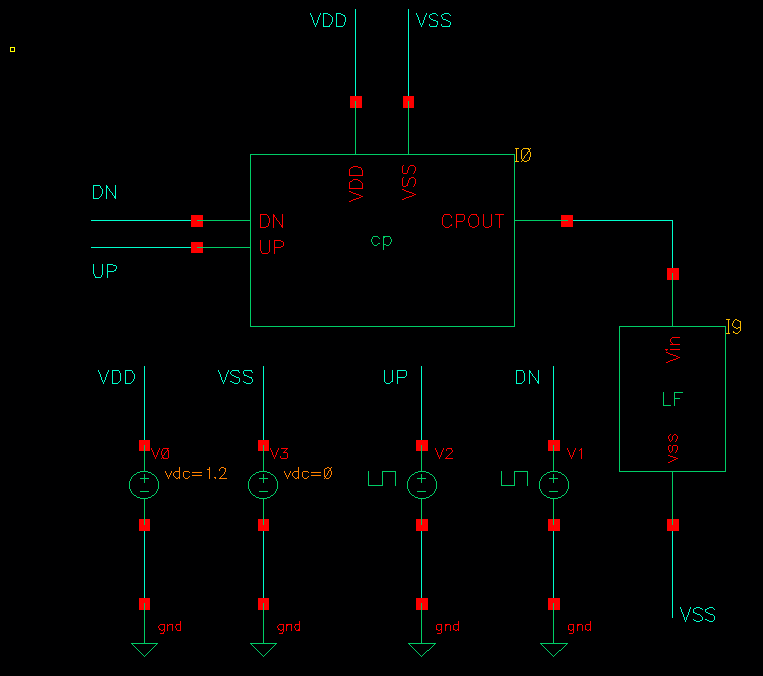 VDD
VSS
I0
DN
VDD
VSS
DN
CPOUT
cp
UP
UP
I9
Vin
LF
vss
VDD
VSS
UP
DN
V0
vdc=1.2
V3
vdc=0
V2
V1
VSS
gnd
gnd
gnd
gnd